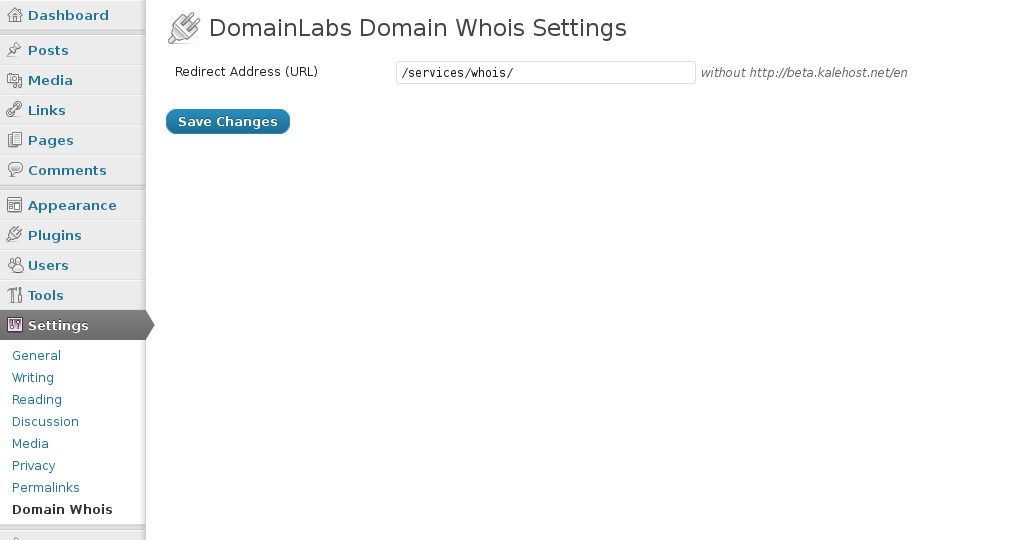 Dashboard
Posts
Media
Links
Pages
Comments
Appearance
Plugins
Users
Tools
Settings
General
Writing
Reading
Discussion
Media
Privacy
Permalinks
Domain Whois
DomainLabs Domain Whois Settings
Redirect Address (URL) /services/whois/ without http://beta.kalehost.net/en
Save Changes